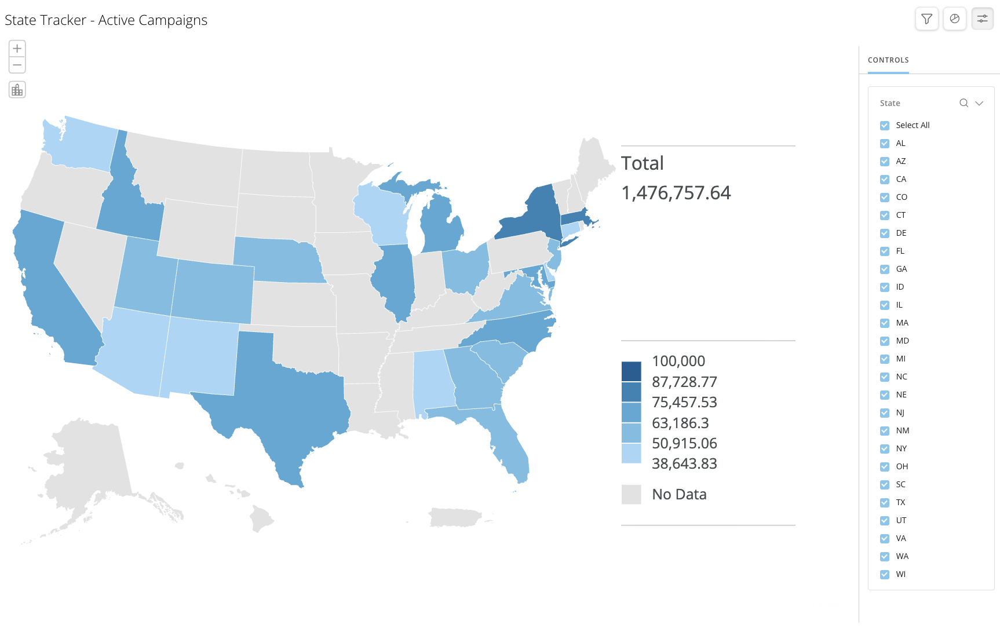 State Tracker - Active Campaigns
CONTROLS
State
Select All
AL
AZ
CA
CO
CT
DE
FL
GA
ID
IL
MA
MD
MI
NC
NE
NJ
NM
NY
OH
SC
TX
UT
VA
WA
WI
Total
1,476,757.64
100,000
87,728.77
75,457.53
63,186.3
50,915.06
38,643.83
No Data